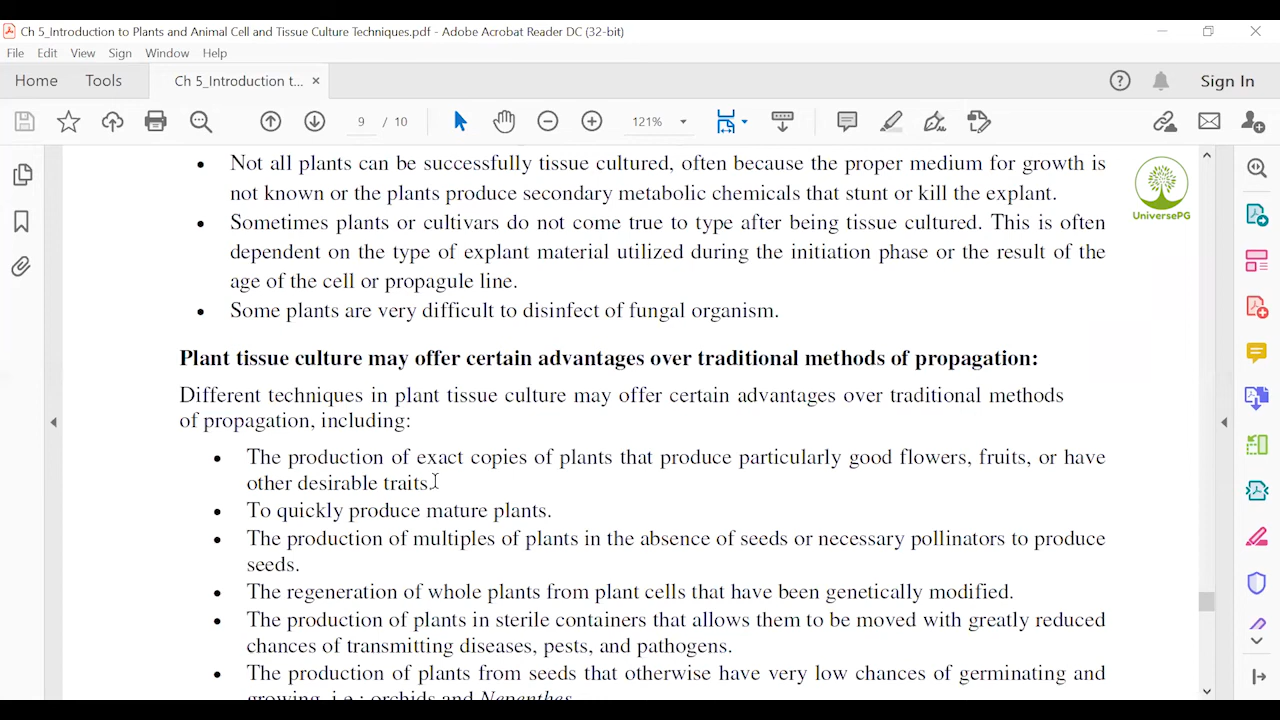 Ch 5_Introduction to Plants and Animal Cell and Tissue Culture Techniques.pdf - Adobe Acrobat Reader DC (32-bit)
File Edit View Window Sign Help
Home Tools Ch 5_Introduction t... × Sign In
9 / 10 121%
• Not all plants can be successfully tissue cultured, often because the proper medium for growth is
not known or the plants produce secondary metabolic chemicals that stunt or kill the explant.
UniversePG
• Sometimes plants or cultivars do not come true to type after being tissue cultured. This is often
dependent on the type of explant material utilized during the initiation phase or the result of the
age of the cell or propagule line.
• Some plants are very difficult to disinfect of fungal organism.
Plant tissue culture may offer certain advantages over traditional methods of propagation:
Different techniques in plant tissue culture may offer certain advantages over traditional methods
of propagation, including:
• The production of exact copies of plants that produce particularly good flowers, fruits, or have
other desirable traits.
• To quickly produce mature plants.
• The production of multiples of plants in the absence of seeds or necessary pollinators to produce
seeds.
• The regeneration of whole plants from plant cells that have been genetically modified.
• The production of plants in sterile containers that allows them to be moved with greatly reduced
chances of transmitting diseases, pests, and pathogens.
• The production of plants from seeds that otherwise have very low chances of germinating and
growing, i.e.: orchids and Nepenthes.